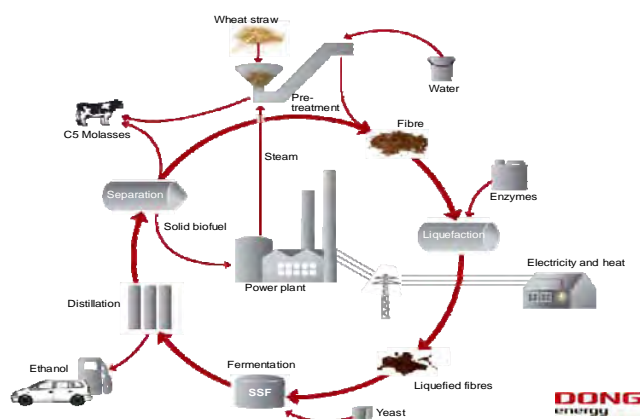 Wheat straw
Water
Pre-
treatment
C5 Molasses
Fibre
Steam
Enzymes
Separation
Liquefaction
Solid biofuel
Electricity and heat
Power plant
Distillation
Ethanol
Fermentation
SSF
Liquefied fibres
Yeast
DONG
energy